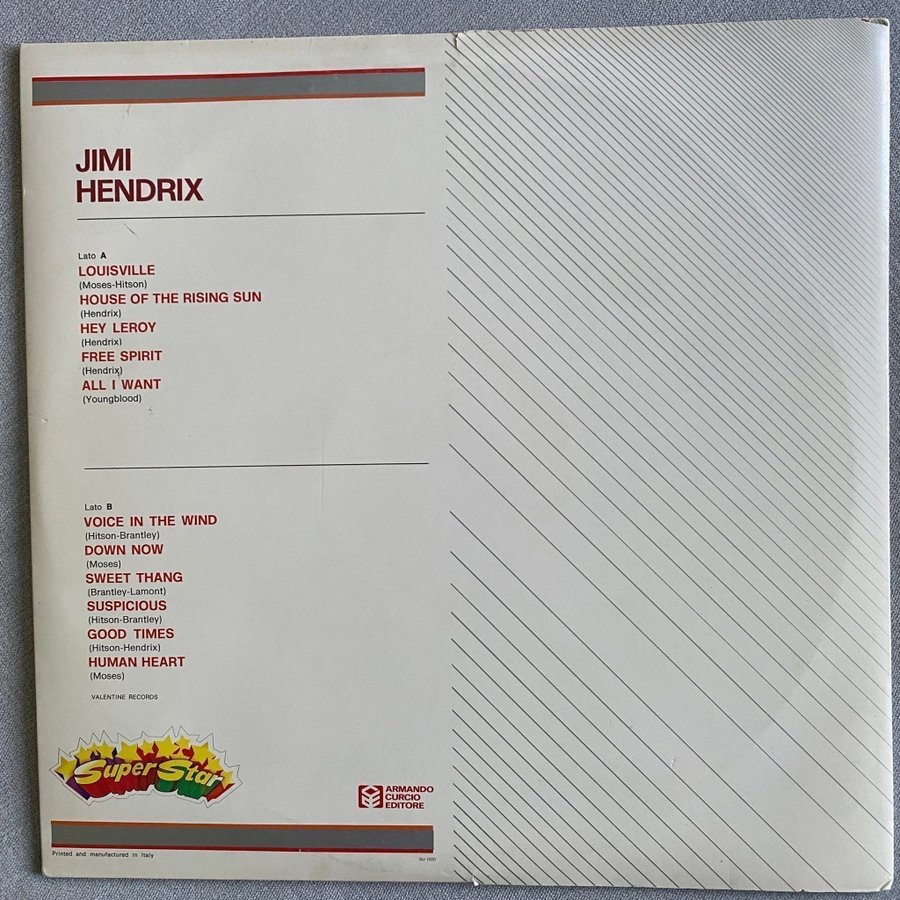 JIMI
HENDRIX
Lato A
LOUISVILLE
(Moses-Hitson)
HOUSE OF THE RISING SUN
(Hendrix)
HEY LEROY
(Hendrix)
FREE SPIRIT
(Hendrix)
ALL I WANT
(Youngblood)
Lato B
VOICE IN THE WIND
(Hitson-Brantley)
DOWN NOW
(Moses)
SWEET THANG
(Brantley-Lamont)
SUSPICIOUS
(Hitson-Brantley)
GOOD TIMES
(Hitson-Hendrix)
HUMAN HEART
(Moses)
VALENTINE RECORDS
Super Star
ARMANDO
CURCIO
EDITORE
Printed and manufactured in Italy